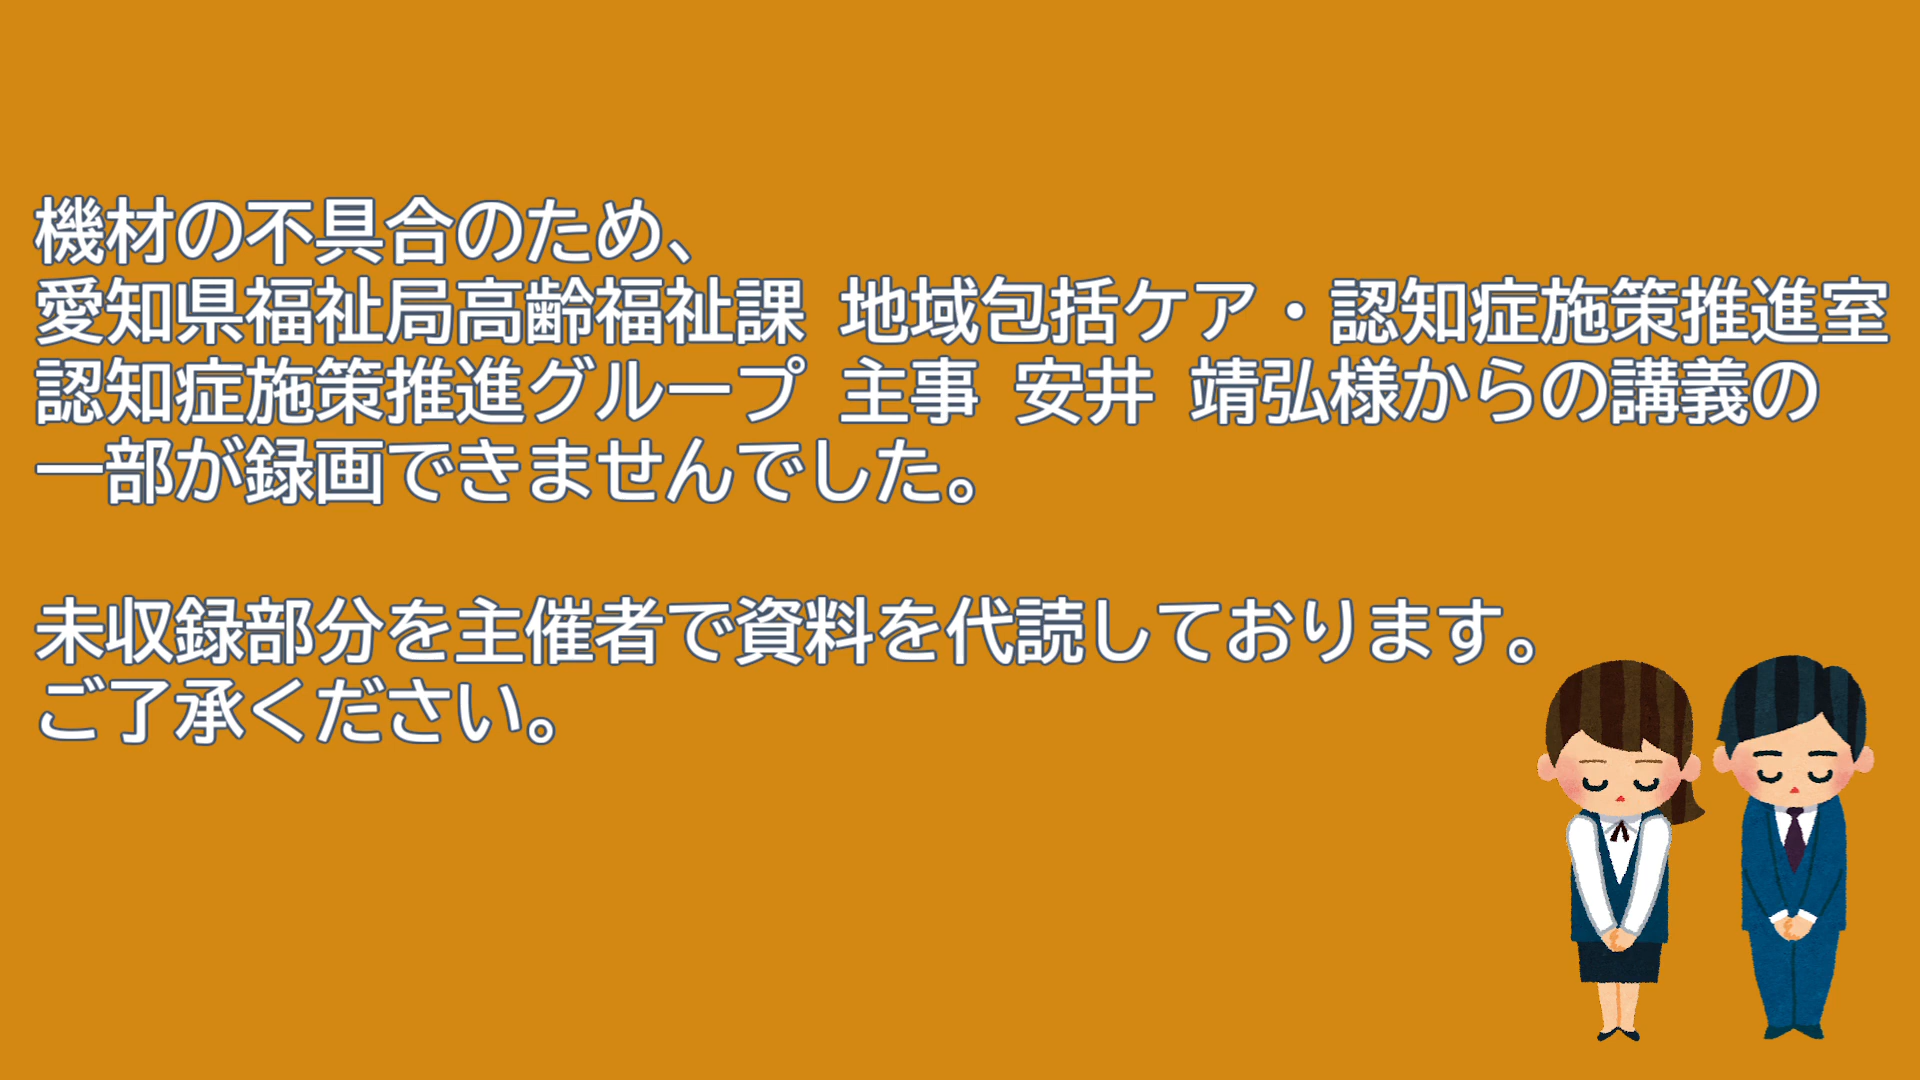 機材の不具合のため、
愛知県福祉局高齢福祉課 地域包括ケア・認知症施策推進室
認知症施策推進グループ 主事 安井 靖弘様からの講義の
一部が録画できませんでした。
未収録部分を主催者で資料を代読しております。
ご了承ください。